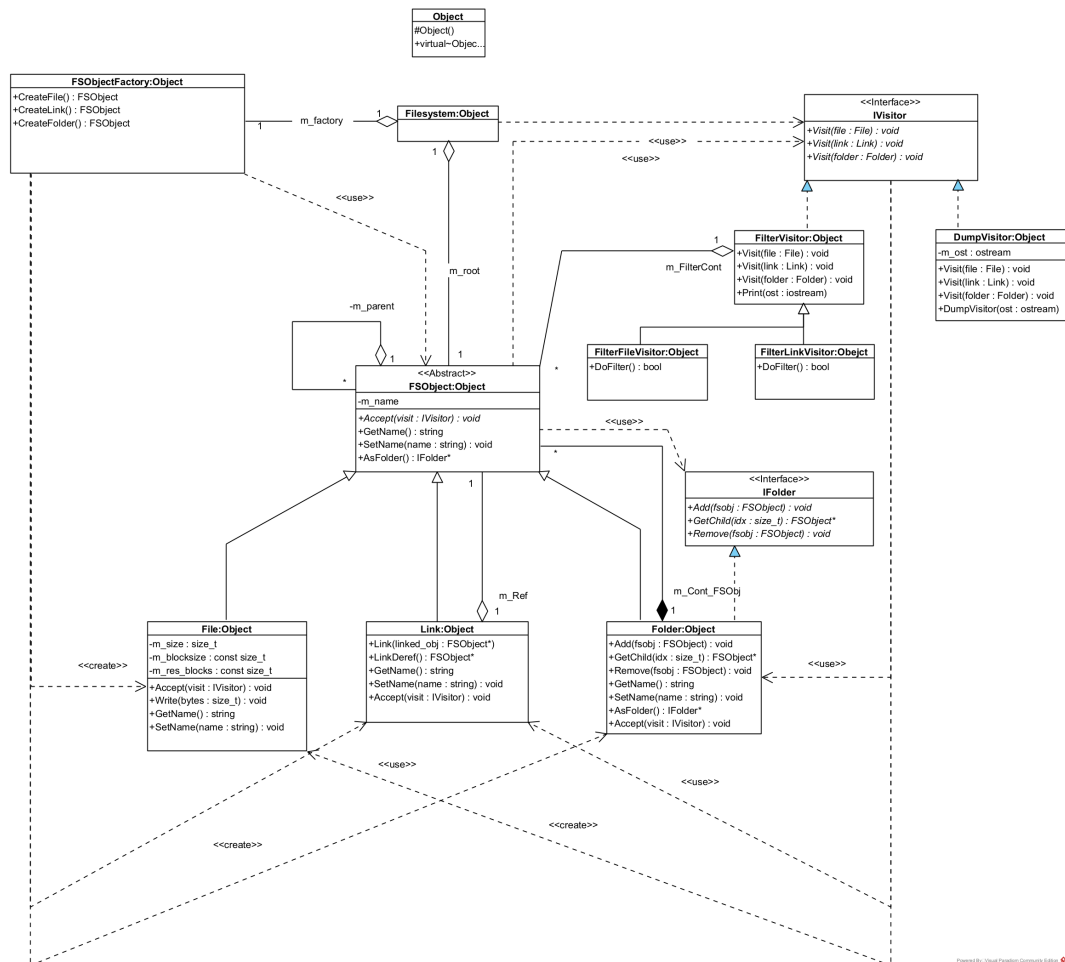 Object
#Object()
+virtual~Objec...
FSObjectFactory:Object
+CreateFile() : FSObject
+CreateLink() : FSObject
+CreateFolder() : FSObject
1
m_factory
1
Filesystem:Object
1
<<Interface>>
IVisitor
+Visit(file : File) : void
+Visit(link : Link) : void
+Visit(folder : Folder) : void
<<use>>
<<use>>
<<use>>
1
m_FilterCont
FilterVisitor:Object
+Visit(file : File) : void
+Visit(link : Link) : void
+Visit(folder : Folder) : void
+Print(ost : iostream)
DumpVisitor:Object
-m_ost : ostream
+Visit(file : File) : void
+Visit(link : Link) : void
+Visit(folder : Folder) : void
+DumpVisitor(ost : ostream)
m_root
-m_parent
1
1
*
*
FilterFileVisitor:Object
+DoFilter() : bool
FilterLinkVisitor:Obejct
+DoFilter() : bool
<<Abstract>>
FSObject:Object
-m_name
+Accept(visit : IVisitor) : void
+GetName() : string
+SetName(name : string) : void
+AsFolder() : IFolder*
<<use>>
*
1
<<Interface>>
IFolder
+Add(fsobj : FSObject) : void
+GetChild(idx : size_t) : FSObject*
+Remove(fsobj : FSObject) : void
m_Ref
1
m_Cont_FSObj
1
File:Object
-m_size : size_t
-m_blocksize : const size_t
-m_res_blocks : const size_t
+Accept(visit : IVisitor) : void
+Write(bytes : size_t) : void
+GetName() : string
+SetName(name : string) : void
Link:Object
+Link(linked_obj : FSObject*)
+LinkDeref() : FSObject*
+GetName() : string
+SetName(name : string) : void
+Accept(visit : IVisitor) : void
Folder:Object
+Add(fsobj : FSObject) : void
+GetChild(idx : size_t) : FSObject*
+Remove(fsobj : FSObject) : void
+GetName() : string
+SetName(name : string) : void
+AsFolder() : IFolder*
+Accept(visit : IVisitor) : void
<<create>>
<<use>>
<<use>>
<<use>>
<<create>>
<<create>>
Powered By: Visual Paradigm Community Edition